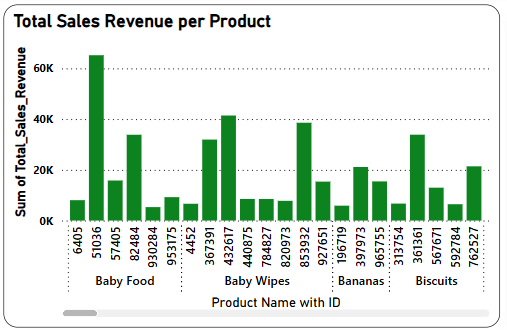 Total Sales Revenue per Product
Sum of Total_Sales_Revenue
60K
40K
20K
0K
6405
51036
57405
82484
930284
953175
4452
367391
432617
440875
784827
820973
853932
927651
196719
397973
965755
313754
361361
567671
592784
762527
Baby Food
Baby Wipes
Bananas
Biscuits
Product Name with ID